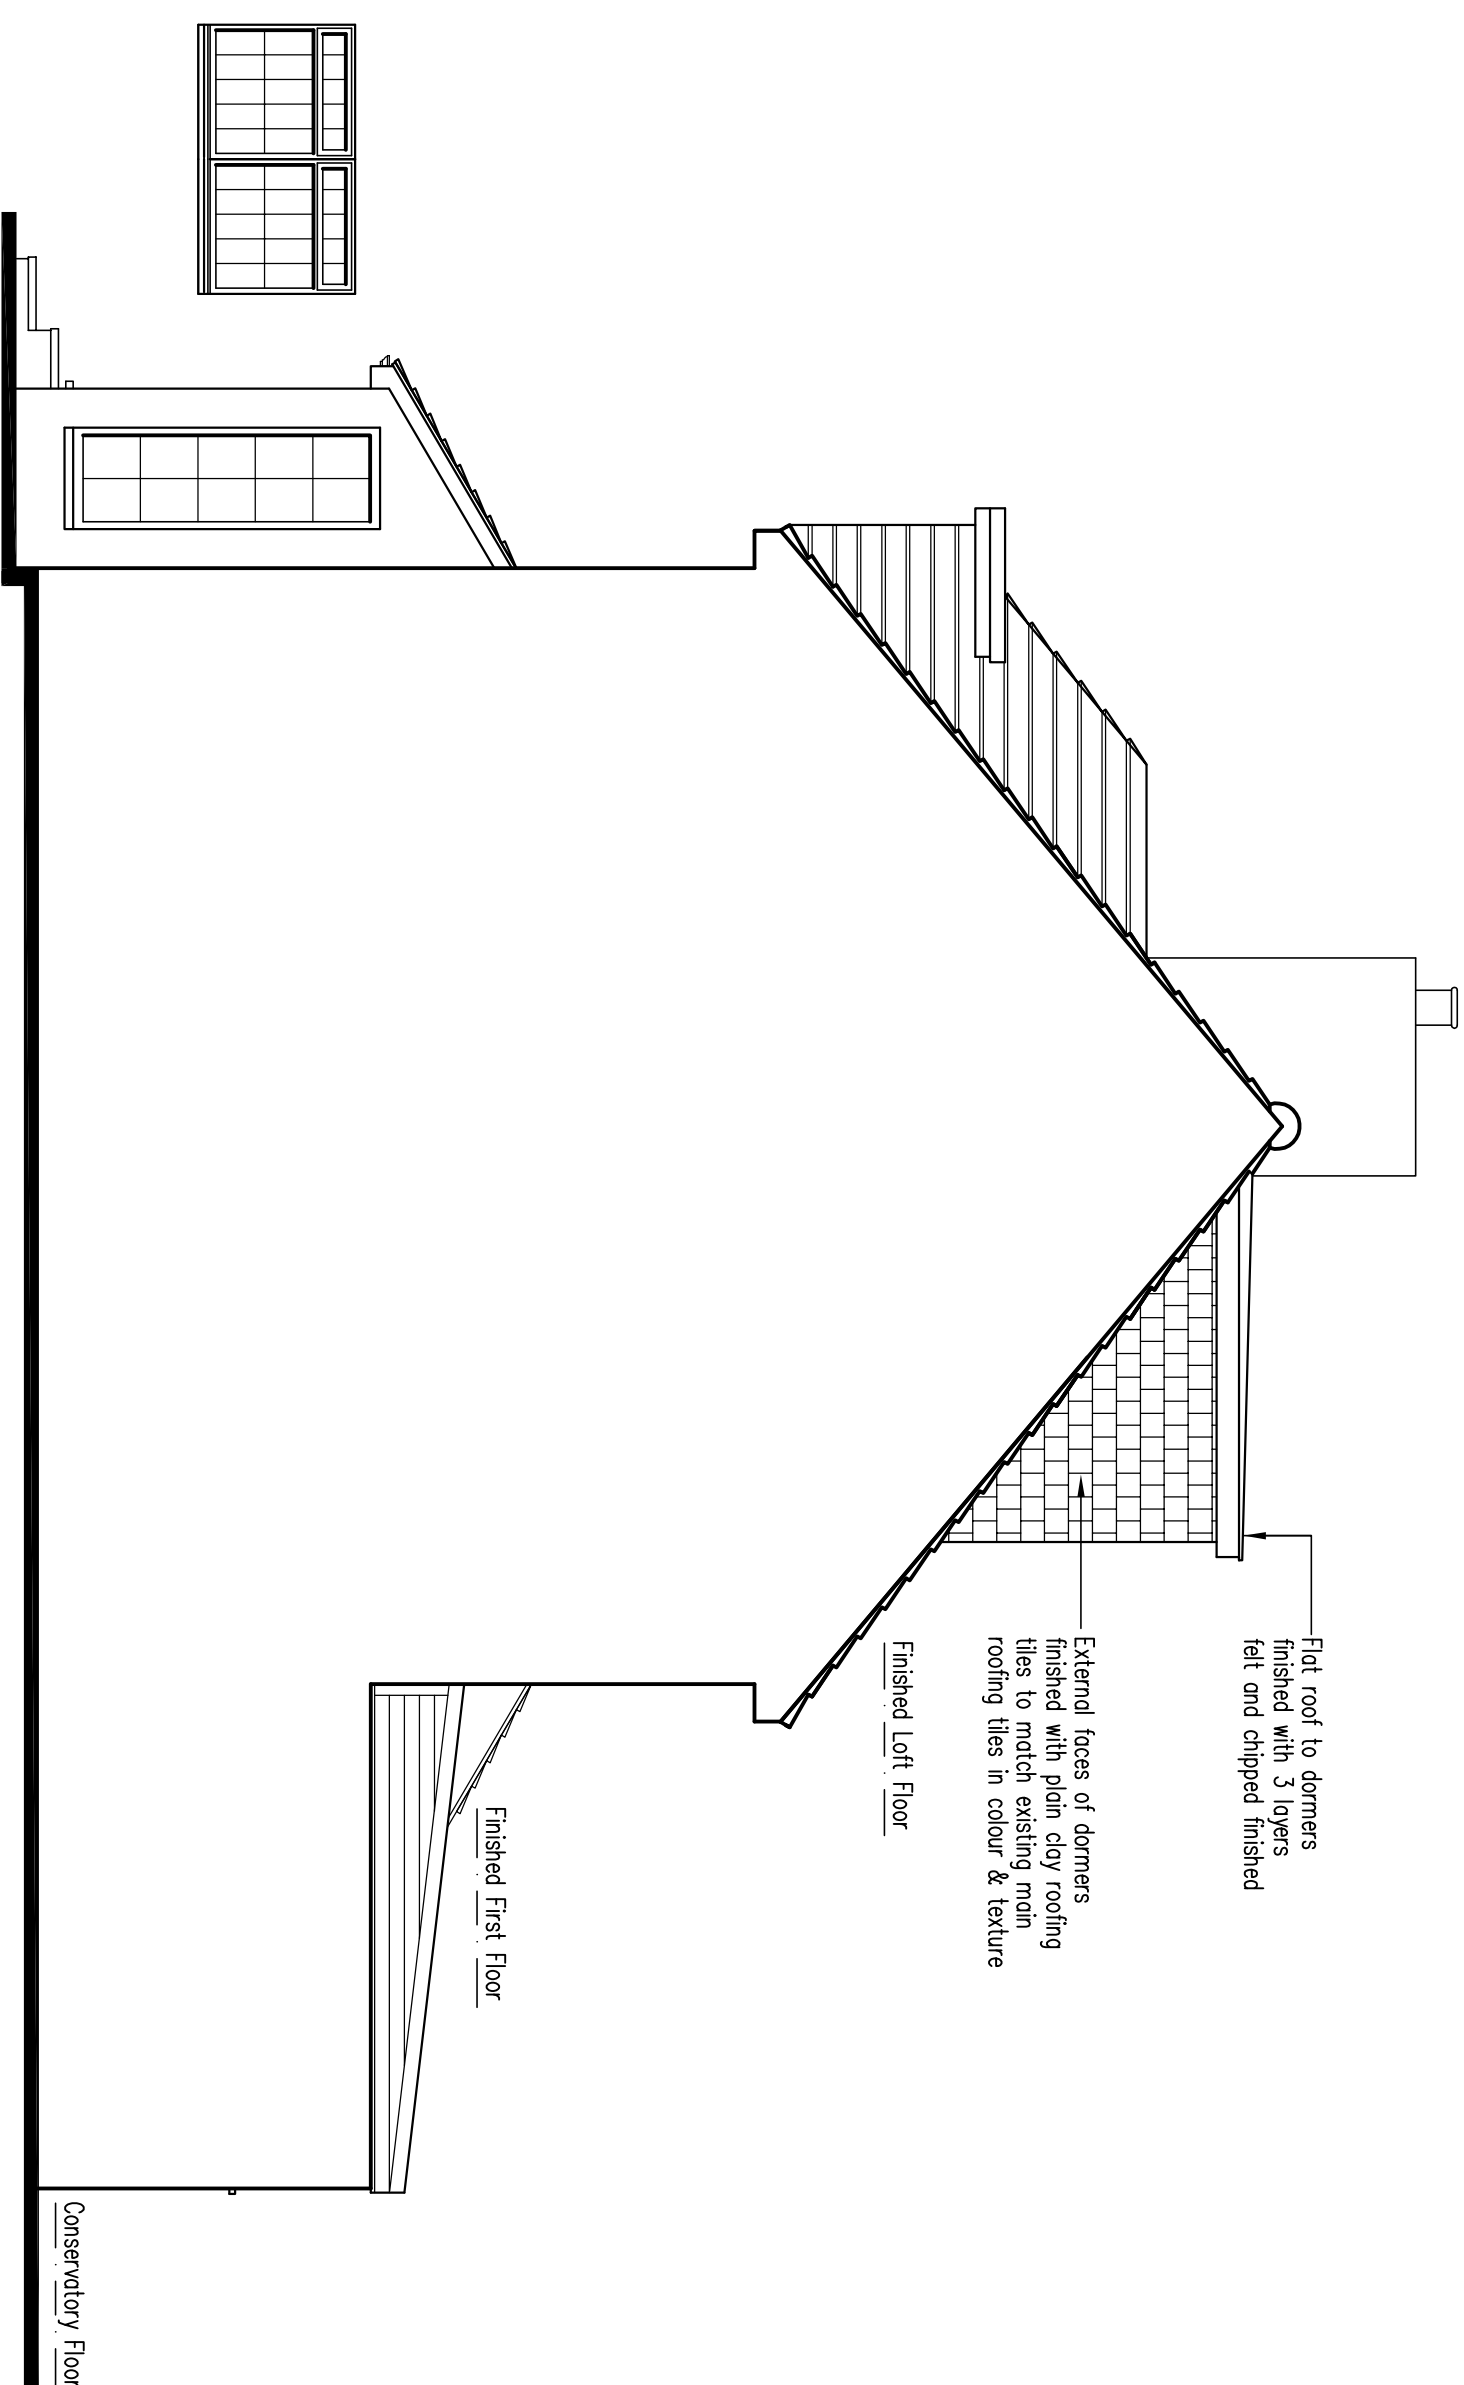 Flat roof to dormers
finished with 3 layers
felt and chipped finished
External faces of dormers
finished with plain clay roofing
tiles to match existing main
roofing tiles in colour & texture
Finished Loft Floor
Finished First Floor
Conservatory Floor